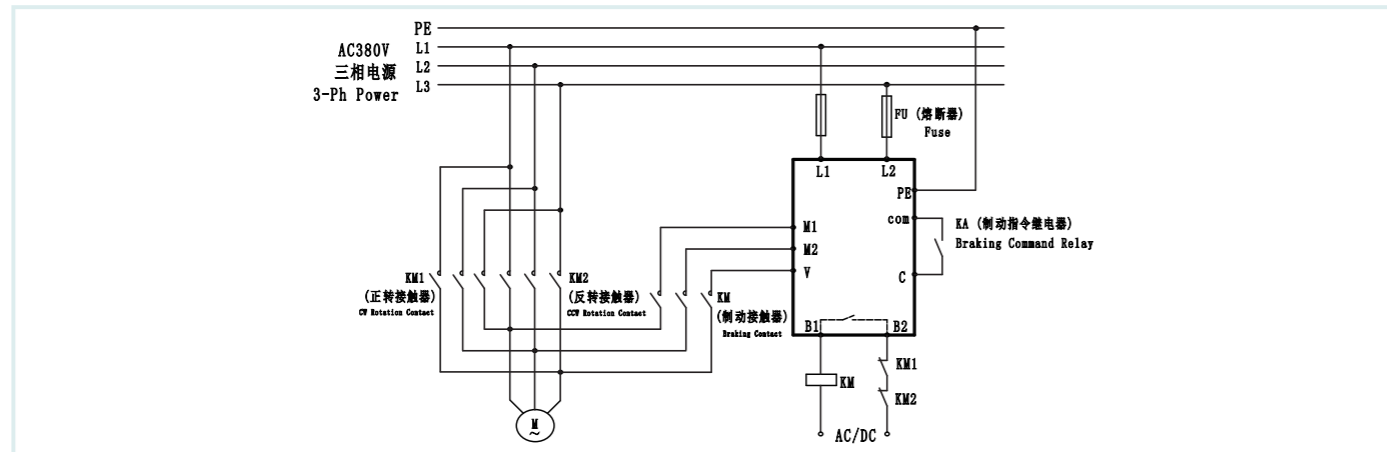 PE
AC380V
L1
三相电源
L2
3-Ph Power
L3
FU (熔断器)
Fuse
L1
L2
PE
com
KA (制动指令继电器)
Braking Command Relay
M1
M2
V
C
KM1
(正转接触器)
CW Rotation Contact
KM2
(反转接触器)
CCW Rotation Contact
KM
(制动接触器)
Braking Contact
B1
B2
KM1
KM
KM2
M
~
AC/DC